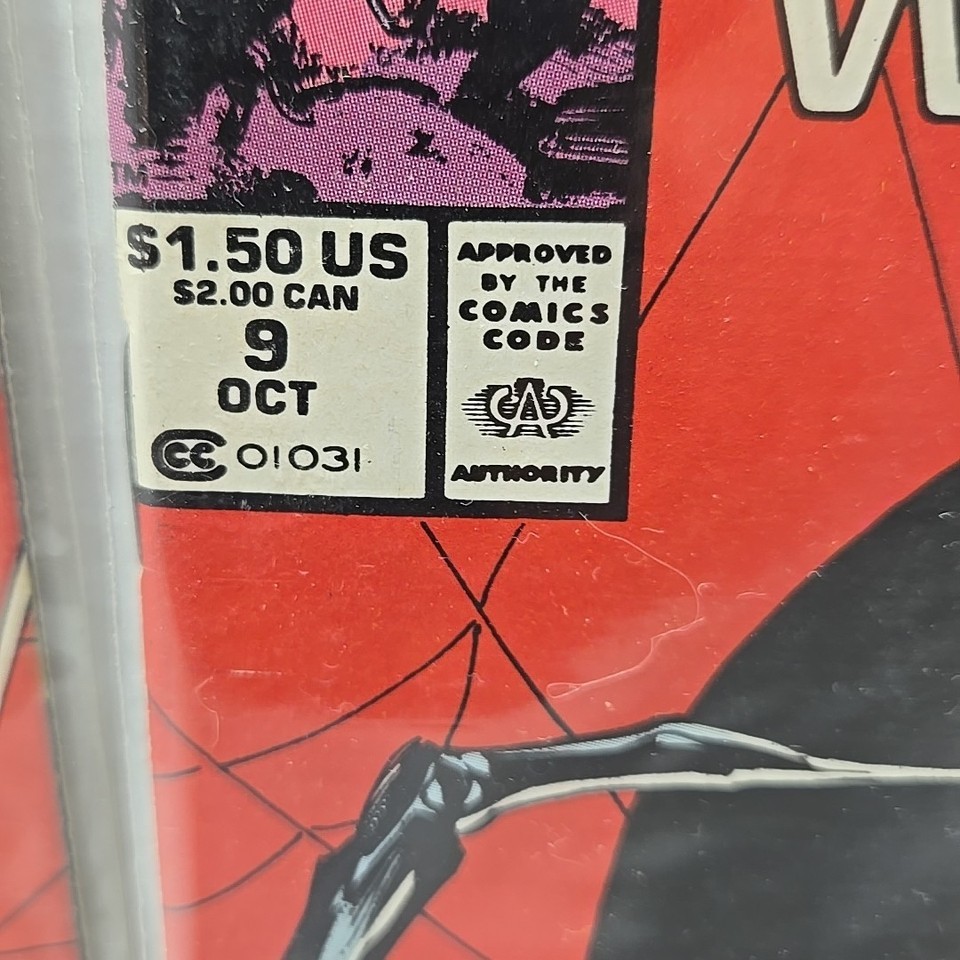 W
TM
$1.50 US
$2.00 CAN
9
OCT
CC 01031
APPROVED
BY THE
COMICS
CODE
CA
AUTHORITY